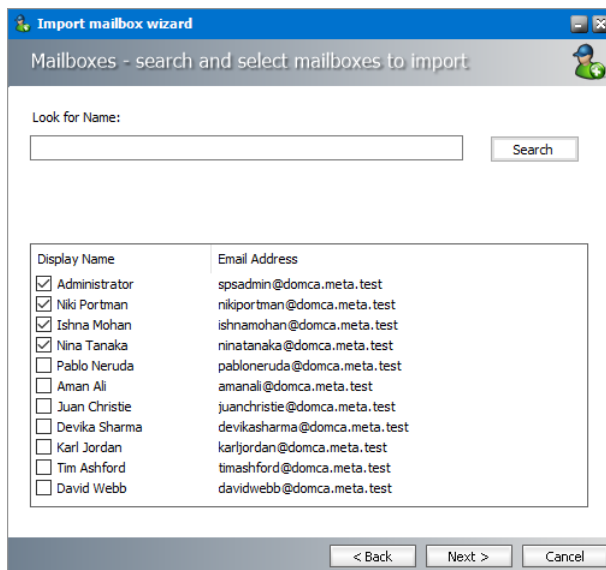 Import mailbox wizard
Mailboxes - search and select mailboxes to import
Look for Name:
Search
Display Name Email Address
Administrator spsadmin@domca.meta.test
Niki Portman nikiportman@domca.meta.test
Ishna Mohan ishnamohan@domca.meta.test
Nina Tanaka ninatanaka@domca.meta.test
Pablo Neruda pabloneruda@domca.meta.test
Aman Ali amanali@domca.meta.test
Juan Christie juanchristie@domca.meta.test
Devika Sharma devikasharma@domca.meta.test
Karl Jordan karljordan@domca.meta.test
Tim Ashford timashford@domca.meta.test
David Webb davidwebb@domca.meta.test
< Back Next > Cancel